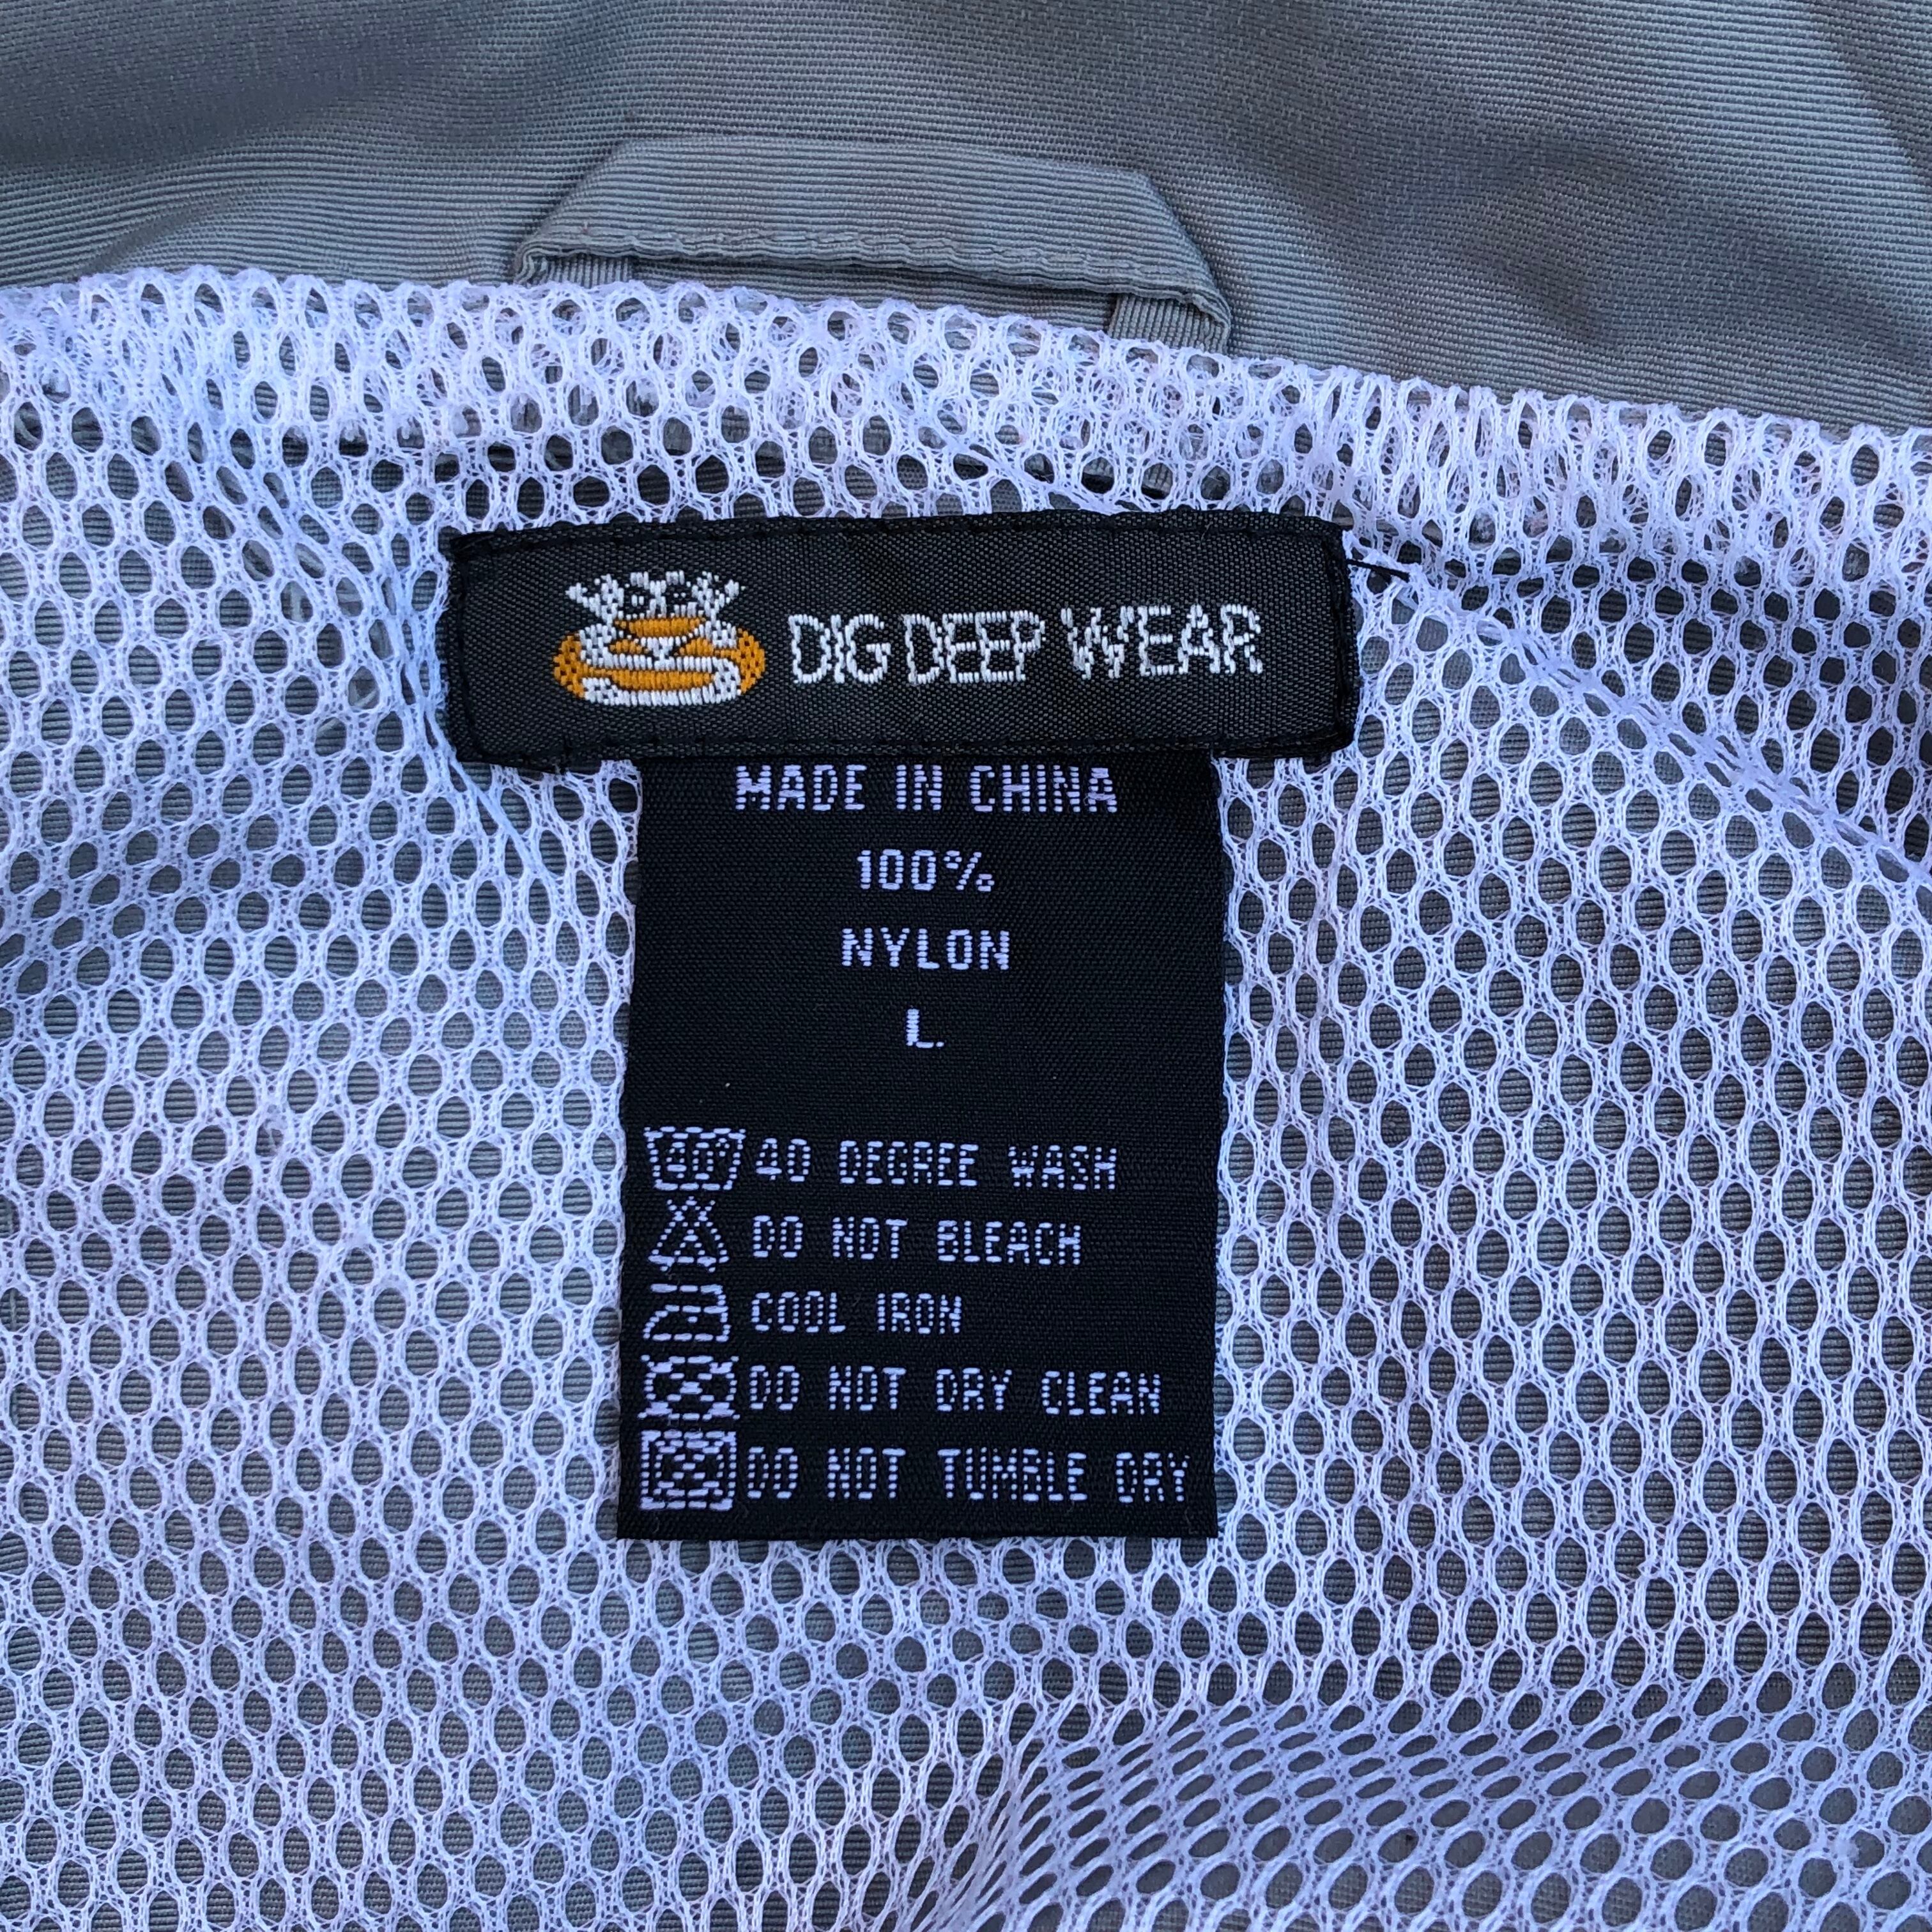 DIG DEEP WEAR
MADE IN CHINA
100%
NYLON
L.
40° 40 DEGREE WASH
DO NOT BLEACH
COOL IRON
DO NOT DRY CLEAN
DO NOT TUMBLE DRY